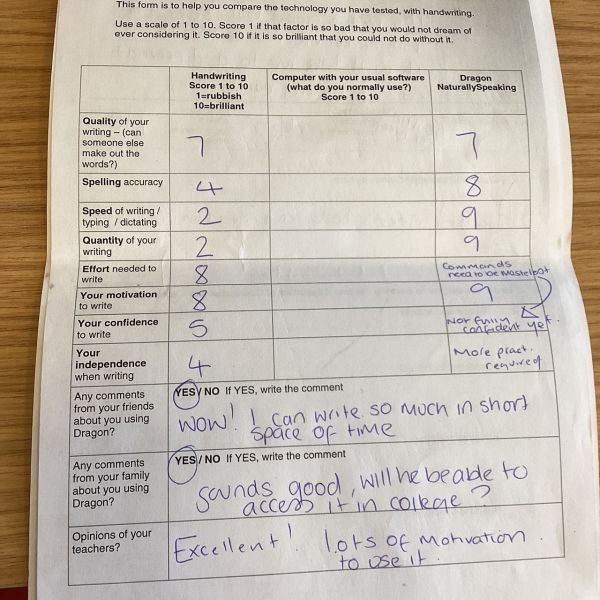 This form is to help you compare the technology you have tested, with handwriting.
Use a scale of 1 to 10. Score 1 if that factor is so bad that you would not dream of
ever considering it. Score 10 if it is so brilliant that you could not do without it.
Handwriting
Score 1 to 10
1=rubbish
10=brilliant
Computer with your usual software
(what do you normally use?)
Score 1 to 10
Dragon
NaturallySpeaking
Quality of your
writing – (can
someone else
make out the
words?)
7
7
Spelling accuracy
4
8
Speed of writing /
typing / dictating
2
9
Quantity of your
writing
2
9
Effort needed to
write
8
Commands
need to be
Your motivation
to write
8
9
Your confidence
to write
5
Not fully
confident yet.
Your
independence
when writing
4
More pract.
required
Any comments
from your friends
about you using
Dragon?
YES / NO If YES, write the comment
WOW! I can write so much in short
space of time
Any comments
from your family
about you using
Dragon?
YES / NO If YES, write the comment
Sounds good, will he be able to
access it in college?
Opinions of your
teachers?
Excellent! lots of motivation
to use it.